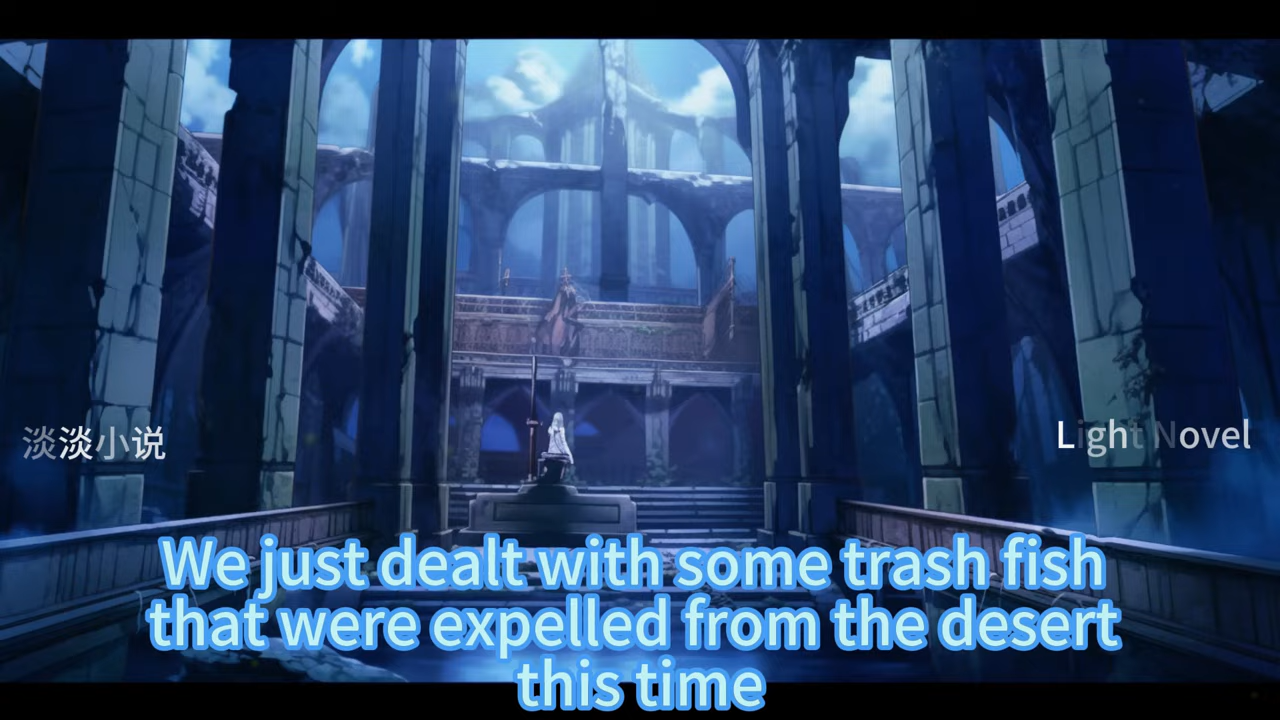 淡淡小说
Light Novel
We just dealt with some trash fish
that were expelled from the desert
this time